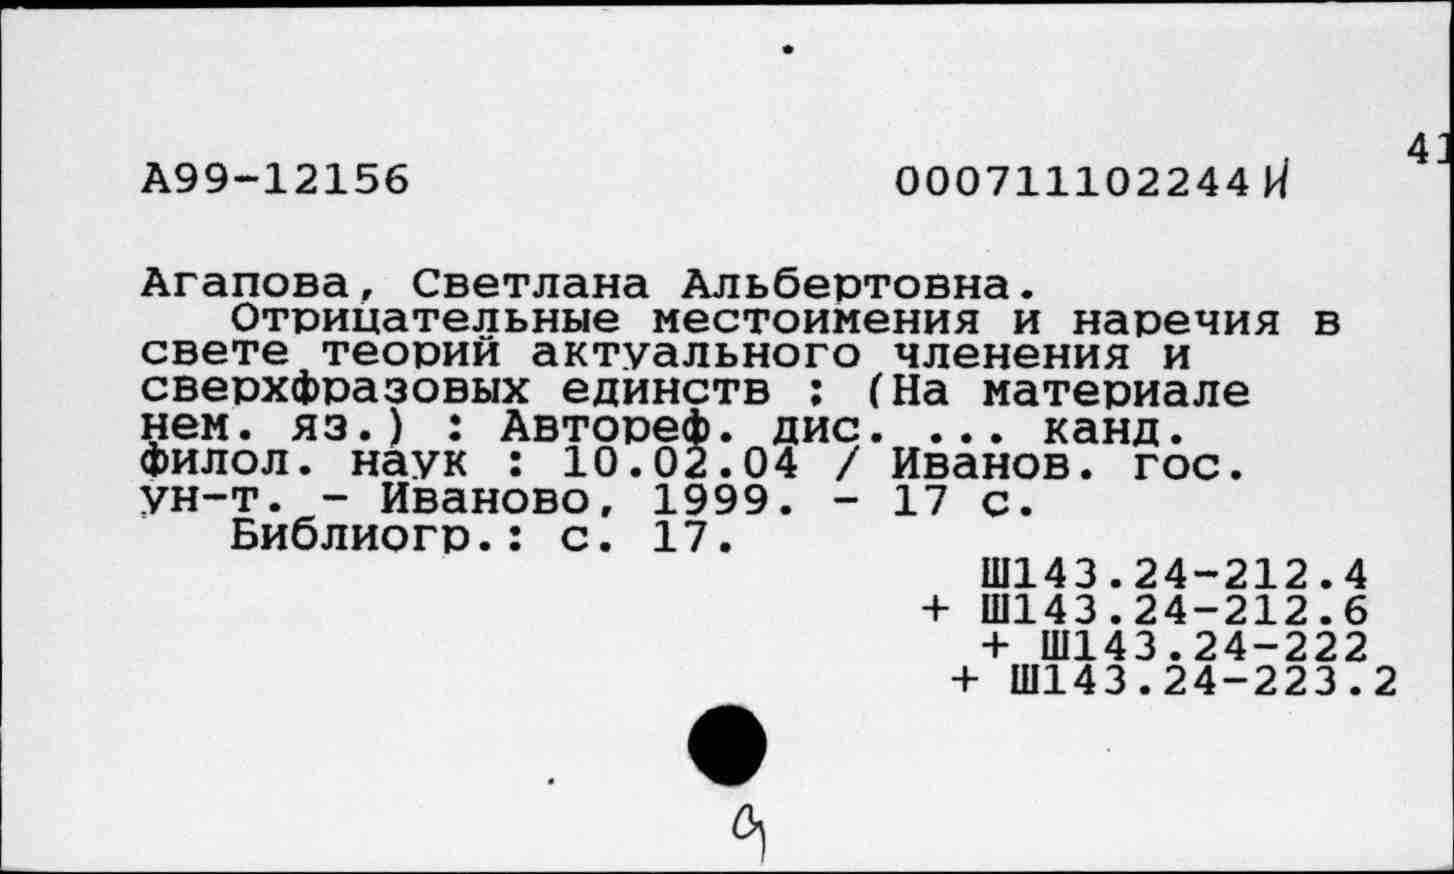 41
А99-12156 000711102244 И
Агапова, Светлана Альбертовна.
Отрицательные местоимения и наречия в
свете теорий актуального членения и
сверхфразовых единств : (На материале
нем. яз.) : Автореф. дис. ... канд.
филол. наук : 10.02.04 / Иванов. гос.
ун-т. - Иваново, 1999. - 17 с.
Библиогр.: с. 17.
Ш143.24-212.4
+ Ш143.24-212.6
+ Ш143.24-222
+ Ш143.24-223.2